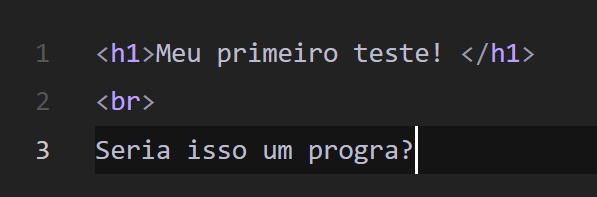 1 <h1>Meu primeiro teste! </h1>
2 <br>
3 Seria isso um progra?